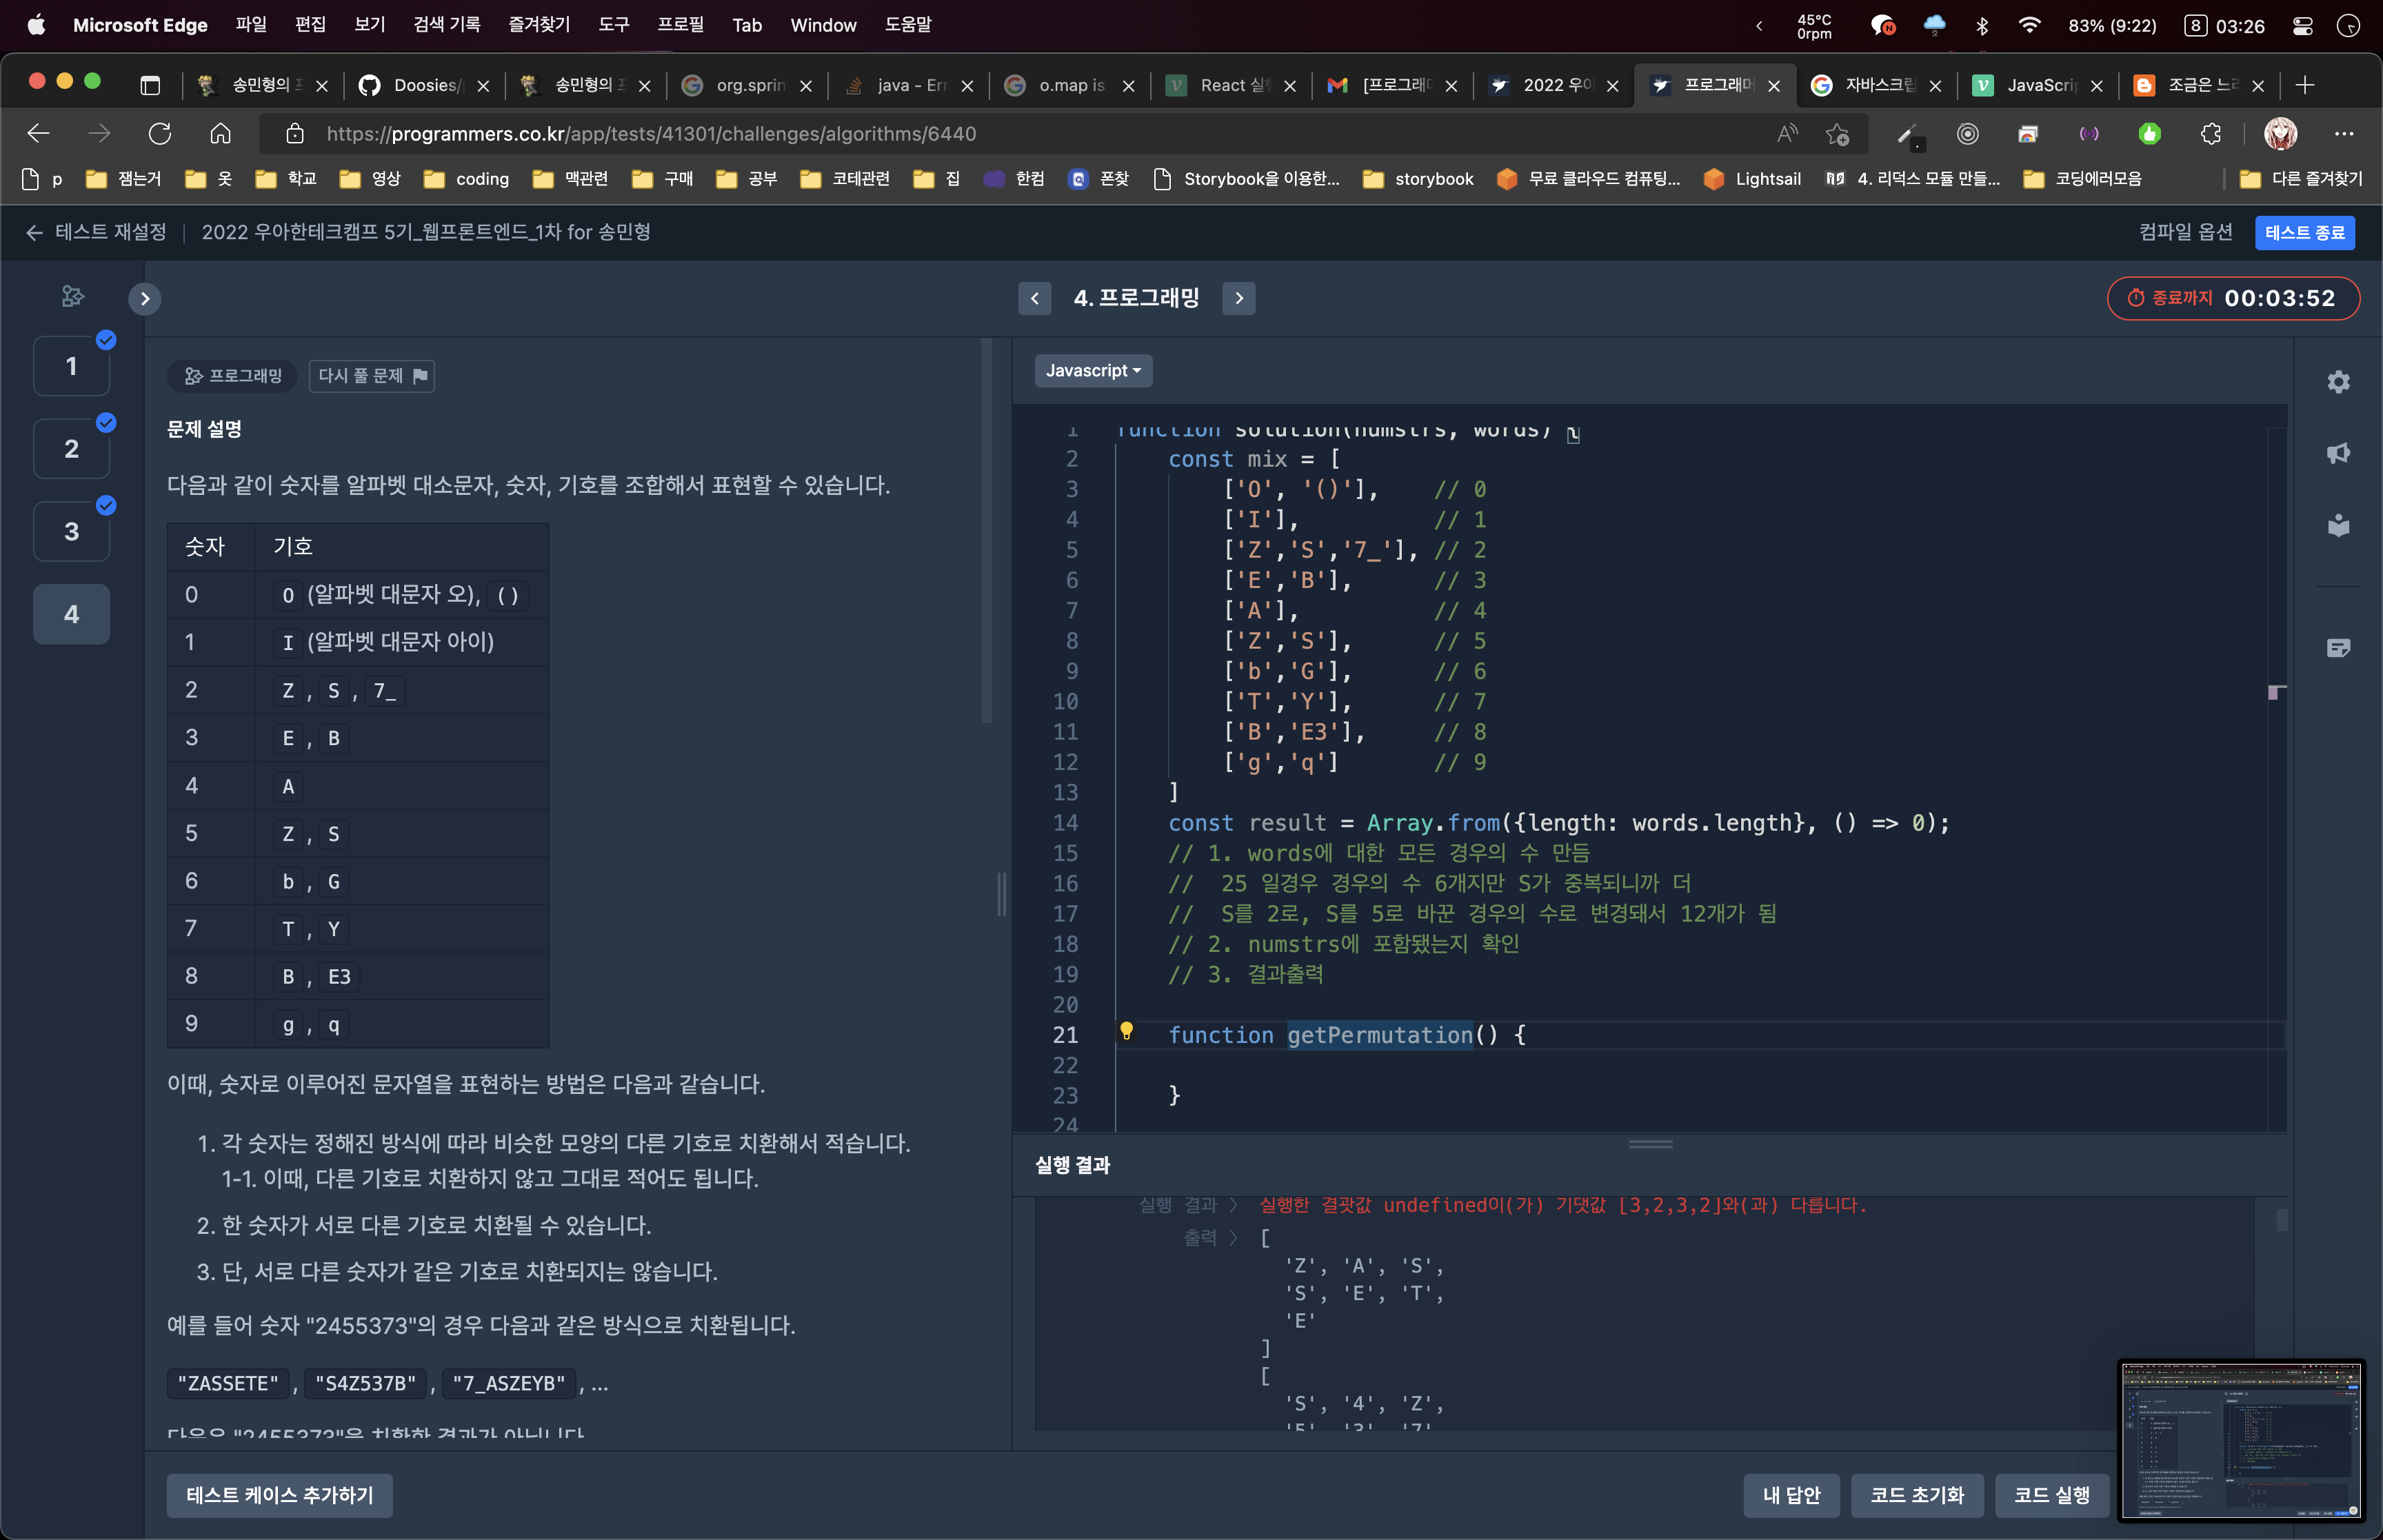 Microsoft Edge 파일 편집 보기 검색 기록 즐겨찾기 도구 프로필 Tab Window 도움말 45°C 0rpm 83% (9:22) 8 03:26
송민형의 Doosies/ 송민형의 org.sprin java - Err o.map is React 실행 [프로그래머 2022 우아 프로그래머 자바스크립 JavaScrip 조금은 느리
https://programmers.co.kr/app/tests/41301/challenges/algorithms/6440
p 잼는거 옷 학교 영상 coding 맥관련 구매 공부 코테관련 집 한컴 폰찾 Storybook을 이용한... storybook 무료 클라우드 컴퓨팅... Lightsail 4. 리덕스 모듈 만들... 코딩에러모음 다른 즐겨찾기
테스트 재설정 2022 우아한테크캠프 5기_웹프론트엔드_1차 for 송민형 컴파일 옵션 테스트 종료
4. 프로그래밍 종료까지 00:03:52
1
2
3
4
프로그래밍 다시 풀 문제
문제 설명
다음과 같이 숫자를 알파벳 대소문자, 숫자, 기호를 조합해서 표현할 수 있습니다.
숫자 기호
0 O (알파벳 대문자 오), ()
1 I (알파벳 대문자 아이)
2 Z , S , 7_
3 E , B
4 A
5 Z , S
6 b , G
7 T , Y
8 B , E3
9 g , q
이때, 숫자로 이루어진 문자열을 표현하는 방법은 다음과 같습니다.
1. 각 숫자는 정해진 방식에 따라 비슷한 모양의 다른 기호로 치환해서 적습니다.
1-1. 이때, 다른 기호로 치환하지 않고 그대로 적어도 됩니다.
2. 한 숫자가 서로 다른 기호로 치환될 수 있습니다.
3. 단, 서로 다른 숫자가 같은 기호로 치환되지는 않습니다.
예를 들어 숫자 "2455373"의 경우 다음과 같은 방식으로 치환됩니다.
"ZASSETE" , "S4Z537B" , "7_ASZEYB" , ...
다음은 "2455373"을 치환한 결과가 아닙니다
테스트 케이스 추가하기
Javascript
1 function solution(numstrs, words) {
2 const mix = [
3 ['O', '()'], // 0
4 ['I'], // 1
5 ['Z','S','7_'], // 2
6 ['E','B'], // 3
7 ['A'], // 4
8 ['Z','S'], // 5
9 ['b','G'], // 6
10 ['T','Y'], // 7
11 ['B','E3'], // 8
12 ['g','q'] // 9
13 ]
14 const result = Array.from({length: words.length}, () => 0);
15 // 1. words에 대한 모든 경우의 수 만듬
16 // 25 일경우 경우의 수 6개지만 S가 중복되니까 더
17 // S를 2로, S를 5로 바꾼 경우의 수로 변경돼서 12개가 됨
18 // 2. numstrs에 포함됐는지 확인
19 // 3. 결과출력
20
21 function getPermutation() {
22
23 }
24
실행 결과
실행 결과 > 실행한 결괏값 undefined이(가) 기댓값 [3,2,3,2]와(과) 다릅니다.
출력 > [
'Z', 'A', 'S',
'S', 'E', 'T',
'E'
]
[
'S', '4', 'Z',
'5', '3', '7',
내 답안 코드 초기화 코드 실행